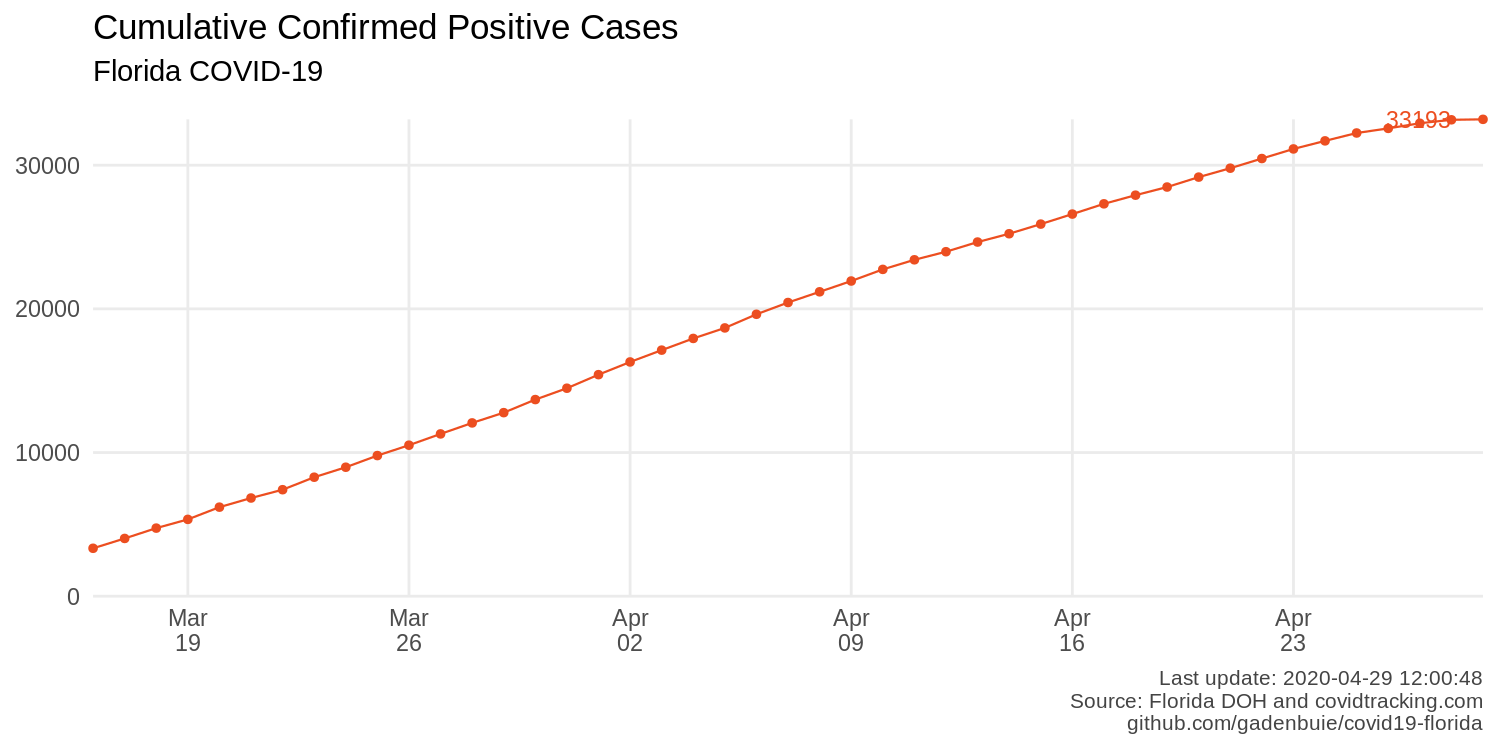 Cumulative Confirmed Positive Cases
Florida COVID-19
33193
30000
20000
10000
0
Mar
19
Mar
26
Apr
02
Apr
09
Apr
16
Apr
23
Last update: 2020-04-29 12:00:48
Source: Florida DOH and covidtracking.com
github.com/gadenbuie/covid19-florida